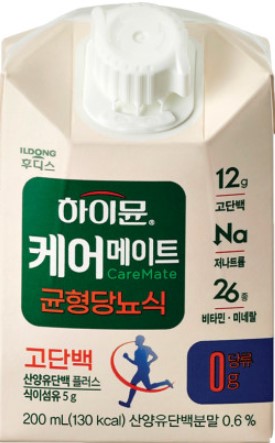 ILDONG
후디스
하이뮨®
케어메이트
CareMate
균형당뇨식
12g
고단백
Na
저나트륨
26종
비타민·미네랄
0 당류
g
고단백
산양유단백 플러스
식이섬유 5g
200 mL(130 kcal) 산양유단백분말 0.6 %